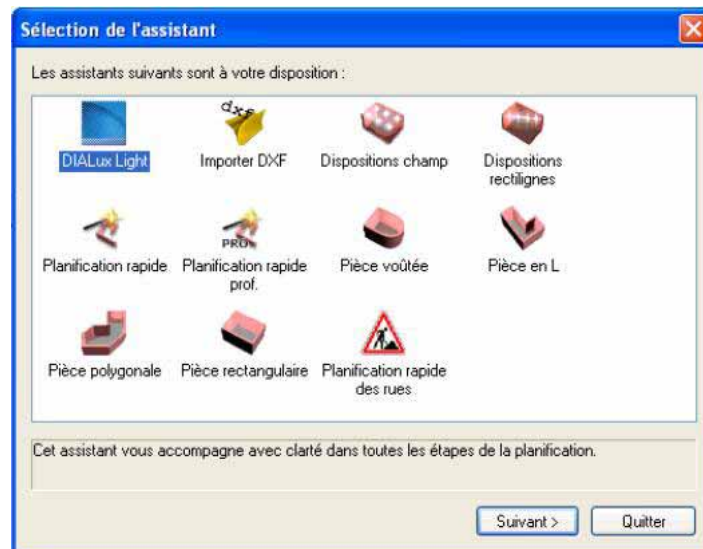 Sélection de l'assistant
Les assistants suivants sont à votre disposition :
dxf
DIALux Light
Importer DXF
Dispositions champ
Dispositions
rectilignes
PRO
Planification rapide
Planification rapide
prof.
Pièce voûtée
Pièce en L
Pièce polygonale
Pièce rectangulaire
Planification rapide
des rues
Cet assistant vous accompagne avec clarté dans toutes les étapes de la planification.
Suivant >
Quitter